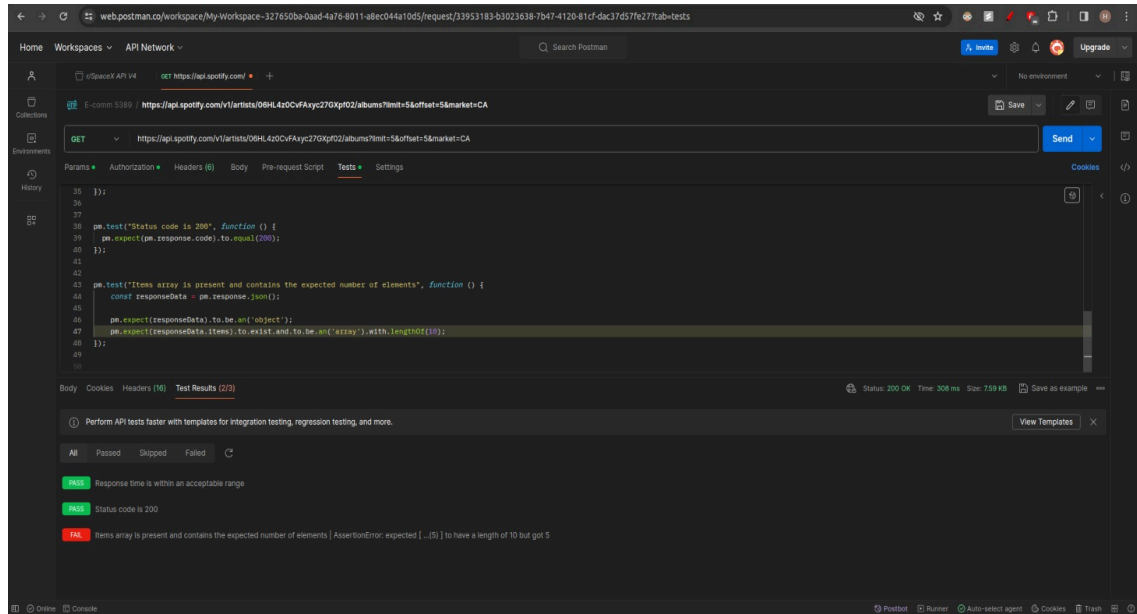 web.postman.co/workspace/My-Workspace-327650ba-0aad-4a76-8011-a8ec044a10d5/request/33953183-b3023638-7b47-4120-81cf-dac37d57fe27?tab=tests
Home Workspaces API Network Search Postman Invite Upgrade
r/SpaceX API V4 GET https://api.spotify.com/ + No environment
Collections
E-comm 5389 / https://api.spotify.com/v1/artists/06HL4z0CvFAxyc27GXpf02/albums?limit=5&offset=5&market=CA Save
GET https://api.spotify.com/v1/artists/06HL4z0CvFAxyc27GXpf02/albums?limit=5&offset=5&market=CA Send
Environments
Params Authorization Headers (6) Body Pre-request Script Tests Settings Cookies
History
35 });
36
37
38 pm.test("Status code is 200", function () {
39 pm.expect(pm.response.code).to.equal(200);
40 });
41
42
43 pm.test("Items array is present and contains the expected number of elements", function () {
44 const responseData = pm.response.json();
45
46 pm.expect(responseData).to.be.an('object');
47 pm.expect(responseData.items).to.exist.and.to.be.an('array').with.lengthOf(10);
48 });
49
50
Body Cookies Headers (16) Test Results (2/3) Status: 200 OK Time: 308 ms Size: 7.59 KB Save as example
Perform API tests faster with templates for integration testing, regression testing, and more. View Templates
All Passed Skipped Failed
PASS Response time is within an acceptable range
PASS Status code is 200
FAIL Items array is present and contains the expected number of elements | AssertionError: expected [ …(5) ] to have a length of 10 but got 5
Online Console Postbot Runner Auto-select agent Cookies Trash